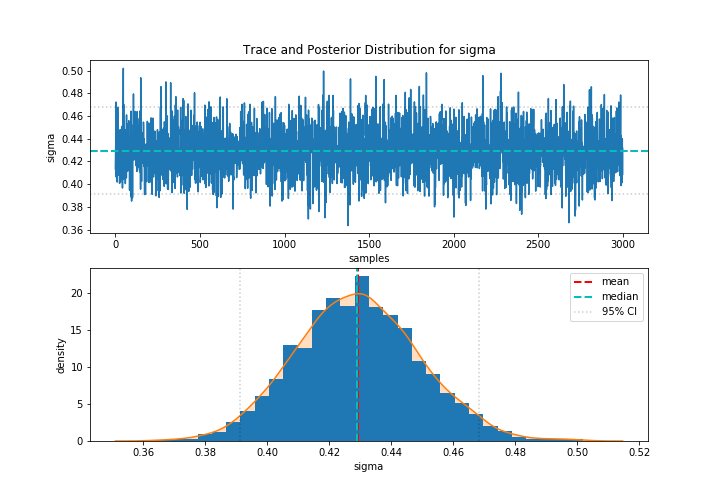 Trace and Posterior Distribution for sigma
0.50
0.48
0.46
0.44
0.42
0.40
0.38
0.36
sigma
0 500 1000 1500 2000 2500 3000
samples
mean
median
95% CI
20
15
10
5
0
density
0.36 0.38 0.40 0.42 0.44 0.46 0.48 0.50 0.52
sigma